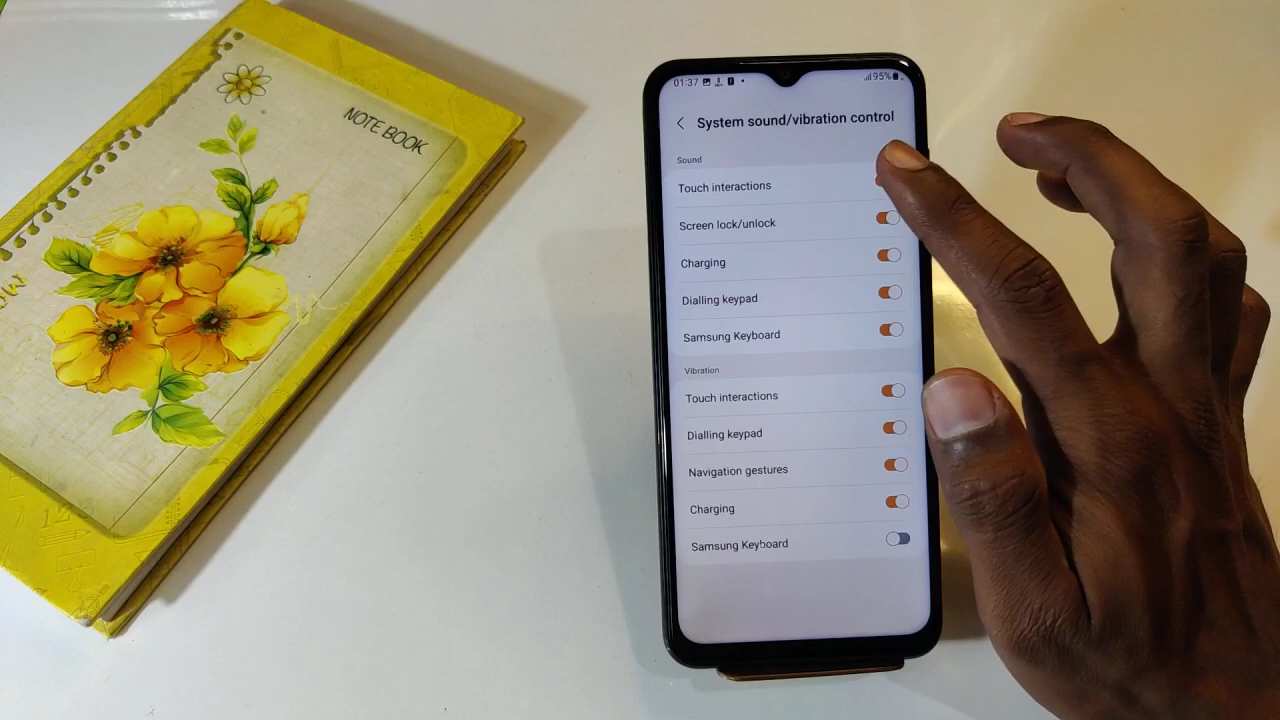 NOTE BOOK
01:37
95%
System sound/vibration control
Sound
Touch interactions
Screen lock/unlock
Charging
Dialling keypad
Samsung Keyboard
Vibration
Touch interactions
Dialling keypad
Navigation gestures
Charging
Samsung Keyboard